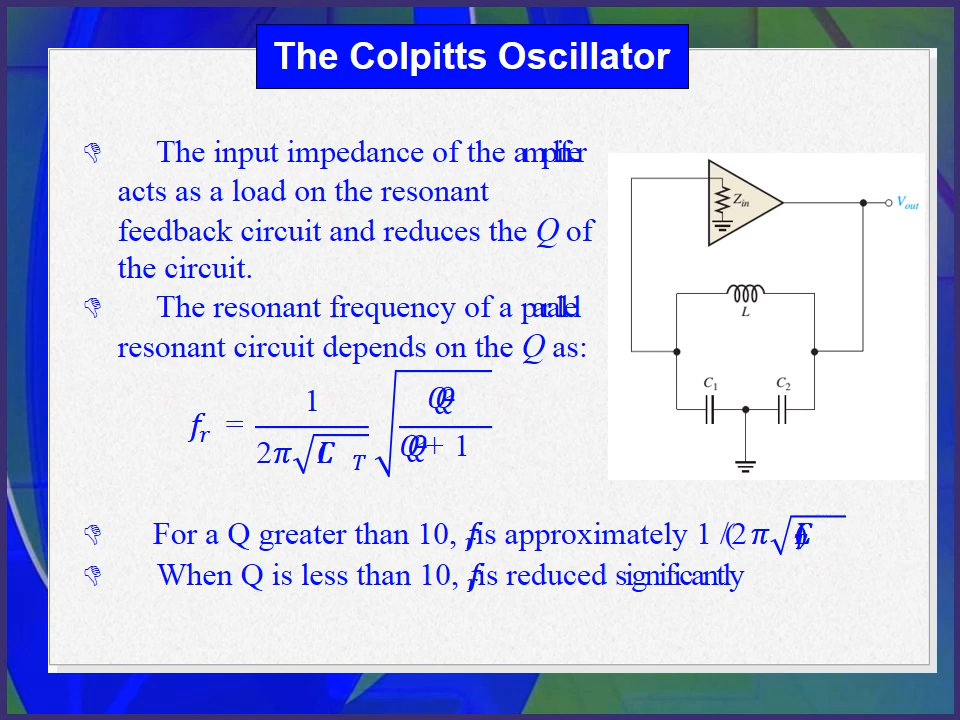 The Colpitts Oscillator
The input impedance of the amplifier
acts as a load on the resonant
feedback circuit and reduces the Q of
the circuit.
The resonant frequency of a parallel
resonant circuit depends on the Q as:
f_r = 1 / (2π√(LC_T)) √(Q² / (Q² + 1))
For a Q greater than 10, f_r is approximately 1 / (2π√(LC_T))
When Q is less than 10, f_r is reduced significantly
Z_in
V_out
L
C₁
C₂